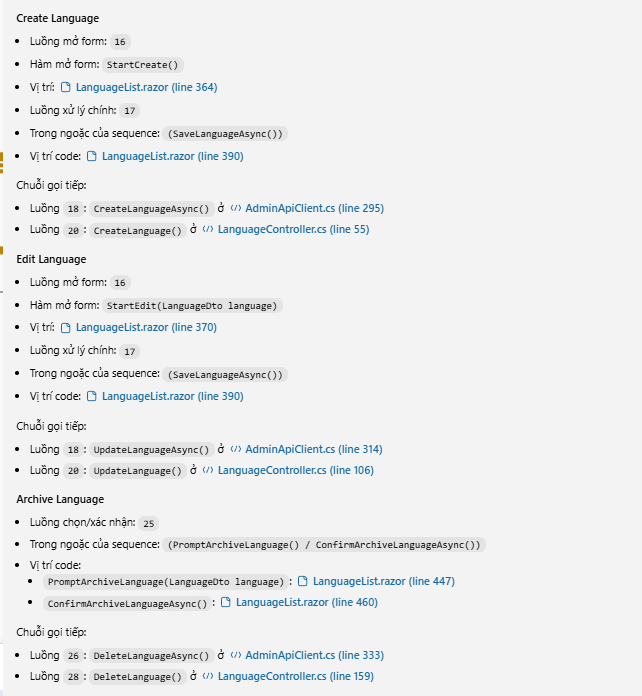 Create Language
Luồng mở form: 16
Hàm mở form: StartCreate()
Vị trí: LanguageList.razor (line 364)
Luồng xử lý chính: 17
Trong ngoặc của sequence: (SaveLanguageAsync())
Vị trí code: LanguageList.razor (line 390)
Chuỗi gọi tiếp:
Luồng 18 : CreateLanguageAsync() ở AdminApiClient.cs (line 295)
Luồng 20 : CreateLanguage() ở LanguageController.cs (line 55)
Edit Language
Luồng mở form: 16
Hàm mở form: StartEdit(LanguageDto language)
Vị trí: LanguageList.razor (line 370)
Luồng xử lý chính: 17
Trong ngoặc của sequence: (SaveLanguageAsync())
Vị trí code: LanguageList.razor (line 390)
Chuỗi gọi tiếp:
Luồng 18 : UpdateLanguageAsync() ở AdminApiClient.cs (line 314)
Luồng 20 : UpdateLanguage() ở LanguageController.cs (line 106)
Archive Language
Luồng chọn/xác nhận: 25
Trong ngoặc của sequence: (PromptArchiveLanguage() / ConfirmArchiveLanguageAsync())
Vị trí code:
PromptArchiveLanguage(LanguageDto language) : LanguageList.razor (line 447)
ConfirmArchiveLanguageAsync() : LanguageList.razor (line 460)
Chuỗi gọi tiếp:
Luồng 26 : DeleteLanguageAsync() ở AdminApiClient.cs (line 333)
Luồng 28 : DeleteLanguage() ở LanguageController.cs (line 159)